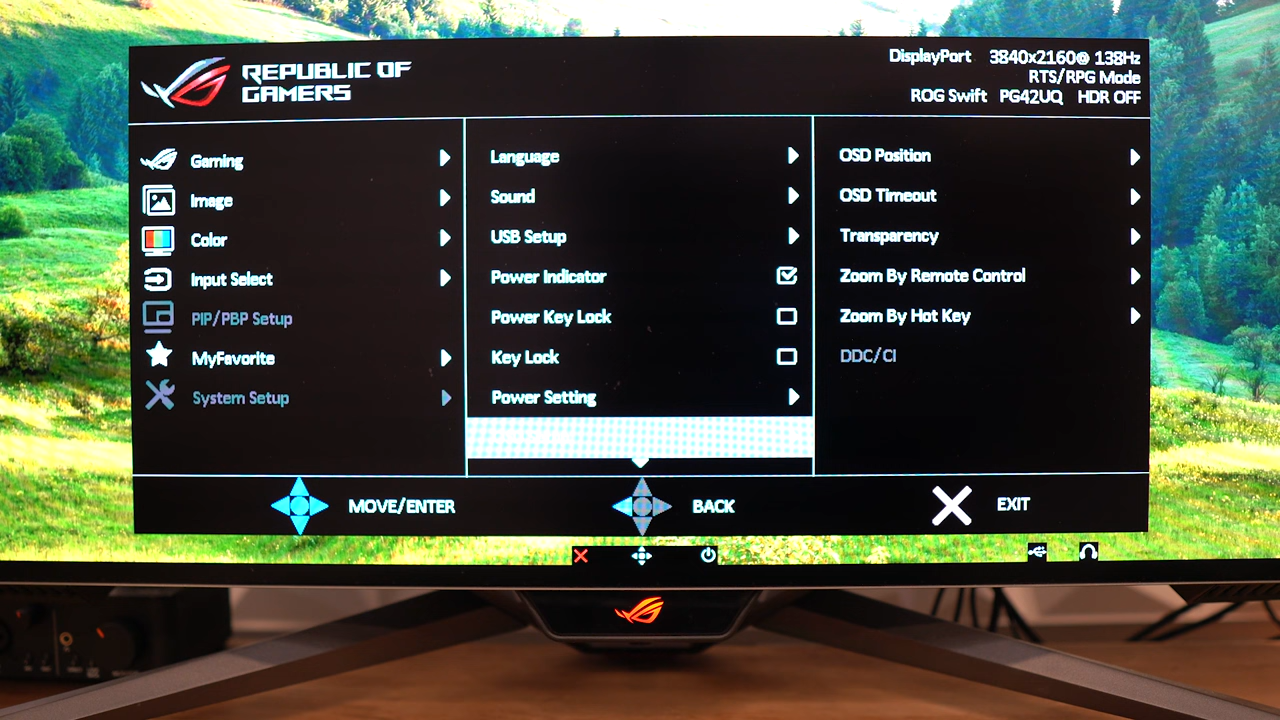 REPUBLIC OF
GAMERS
DisplayPort 3840x2160@ 138Hz
RTS/RPG Mode
ROG Swift PG42UQ HDR OFF
Gaming
Image
Color
Input Select
PIP/PBP Setup
MyFavorite
System Setup
Language
Sound
USB Setup
Power Indicator
Power Key Lock
Key Lock
Power Setting
OSD Position
OSD Timeout
Transparency
Zoom By Remote Control
Zoom By Hot Key
DDC/CI
MOVE/ENTER
BACK
EXIT